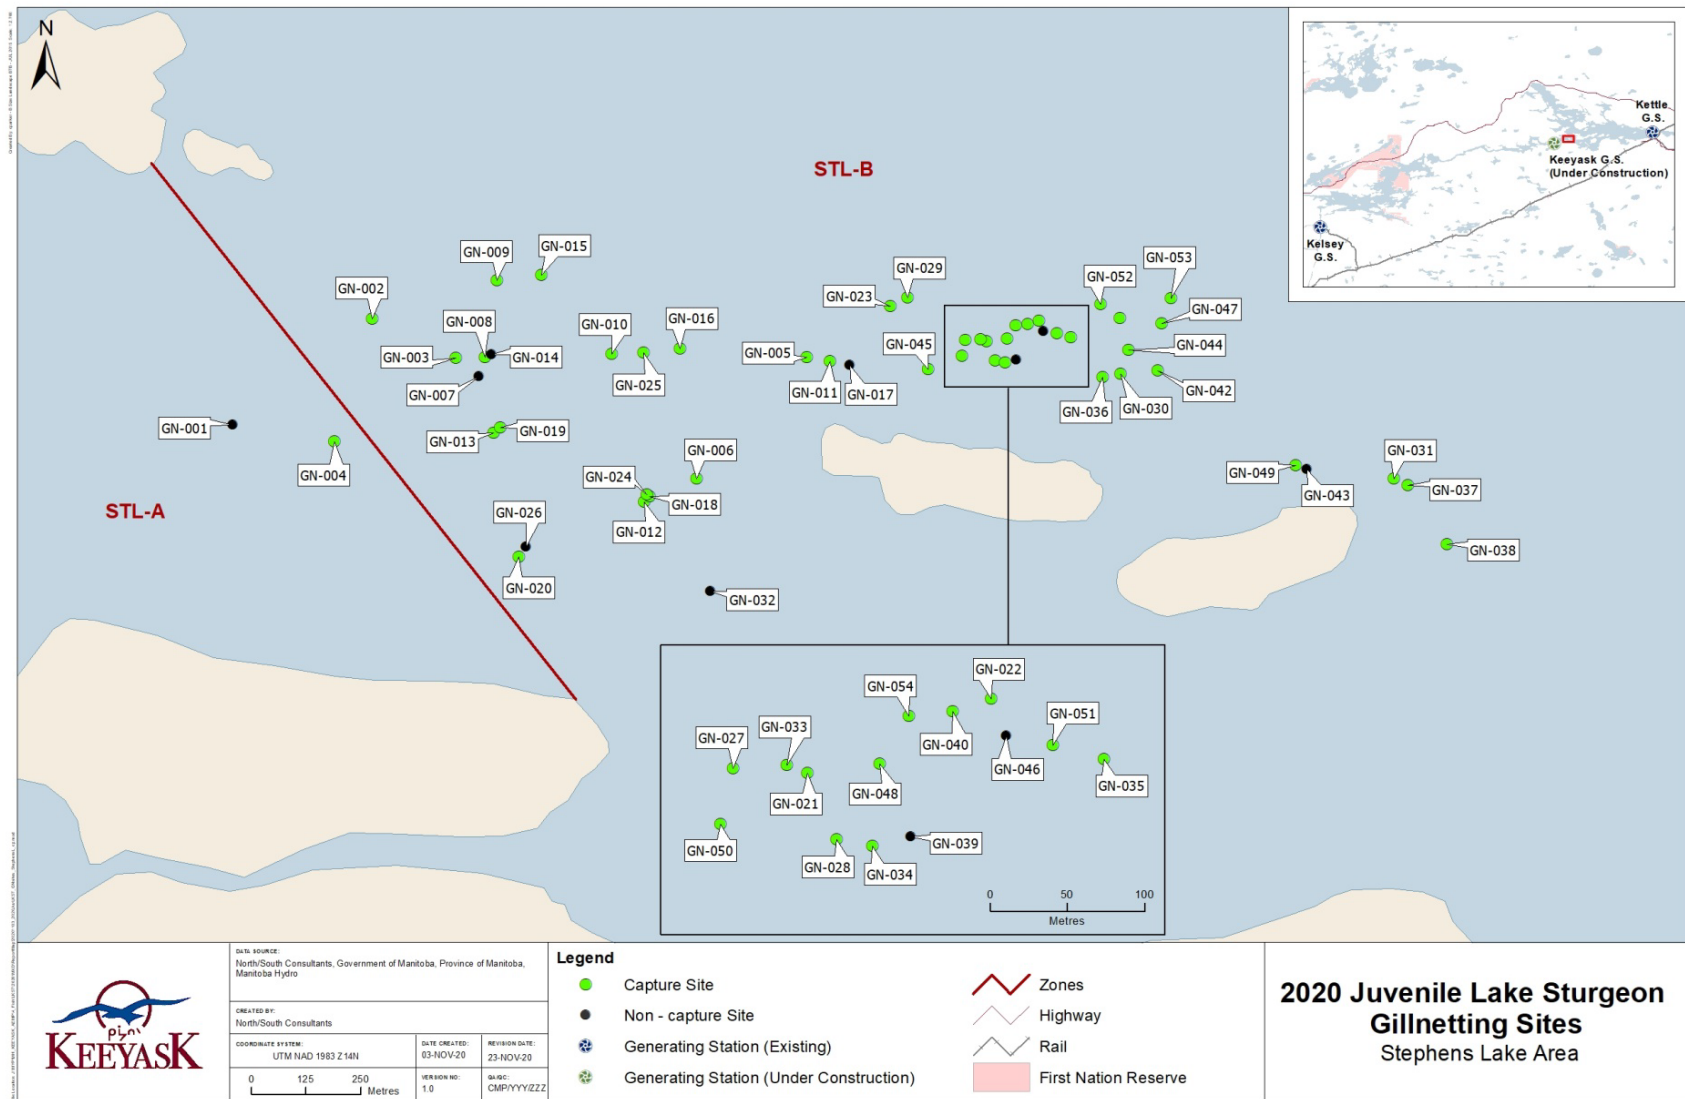 N
STL-B
Kettle
G.S.
Keeyask G.S.
(Under Construction)
Kelsey
G.S.
GN-015
GN-009
GN-053
GN-029
GN-052
GN-002
GN-023
GN-047
GN-016
GN-010
GN-008
GN-045
GN-044
GN-003
GN-014
GN-005
GN-025
GN-007
GN-011
GN-017
GN-042
GN-036
GN-030
GN-001
GN-019
GN-013
GN-006
GN-031
GN-004
GN-024
GN-049
GN-043
GN-037
GN-018
STL-A
GN-026
GN-012
GN-038
GN-020
GN-032
GN-022
GN-054
GN-051
GN-033
GN-027
GN-040
GN-046
GN-035
GN-048
GN-021
GN-039
GN-050
GN-028
GN-034
0 50 100
Metres
KEEYASK
DATA SOURCE:
North/South Consultants, Government of Manitoba, Province of Manitoba,
Manitoba Hydro
CREATED BY:
North/South Consultants
COORDINATE SYSTEM:
UTM NAD 1983 Z14N
DATE CREATED:
03-NOV-20
REVISION DATE:
23-NOV-20
0 125 250
Metres
VERSION NO:
1.0
QA/QC:
CMP/YYY/ZZZ
Legend
Capture Site
Non - capture Site
Generating Station (Existing)
Generating Station (Under Construction)
Zones
Highway
Rail
First Nation Reserve
2020 Juvenile Lake Sturgeon
Gillnetting Sites
Stephens Lake Area